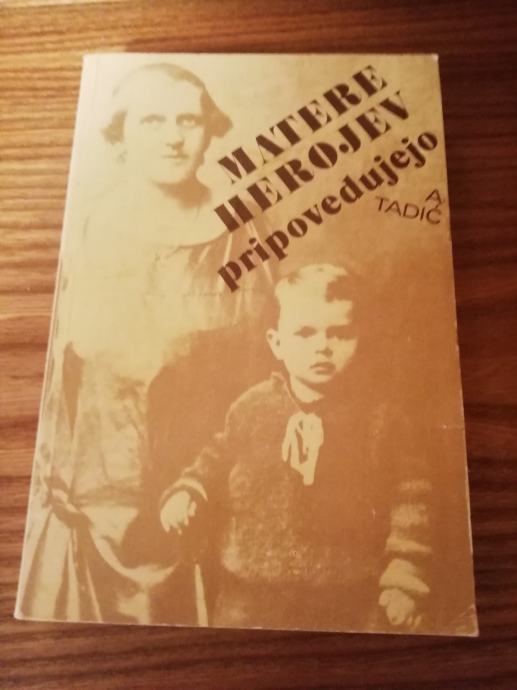 MATERE
HEROJEV
pripovedujejo
A.
TADIĆ